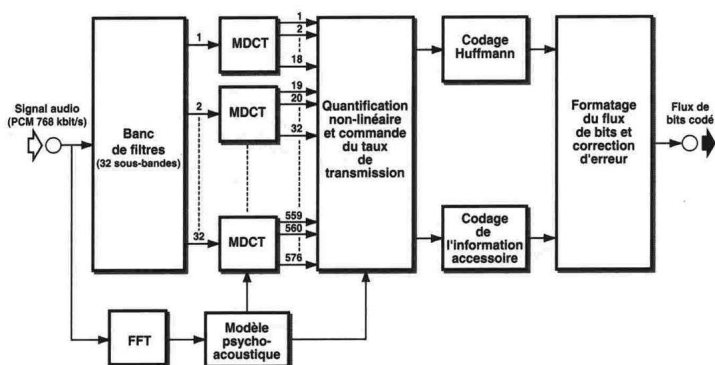 Signal audio
(PCM 768 kbit/s)
Banc
de filtres
(32 sous-bandes)
1
2
32
MDCT
MDCT
MDCT
1
2
18
19
20
32
559
560
576
Quantification
non-linéaire
et commande
du taux
de
transmission
Codage
Huffmann
Codage
de
l'information
accessoire
Formatage
du flux
de bits et
correction
d'erreur
Flux de
bits codé
FFT
Modèle
psycho-
acoustique